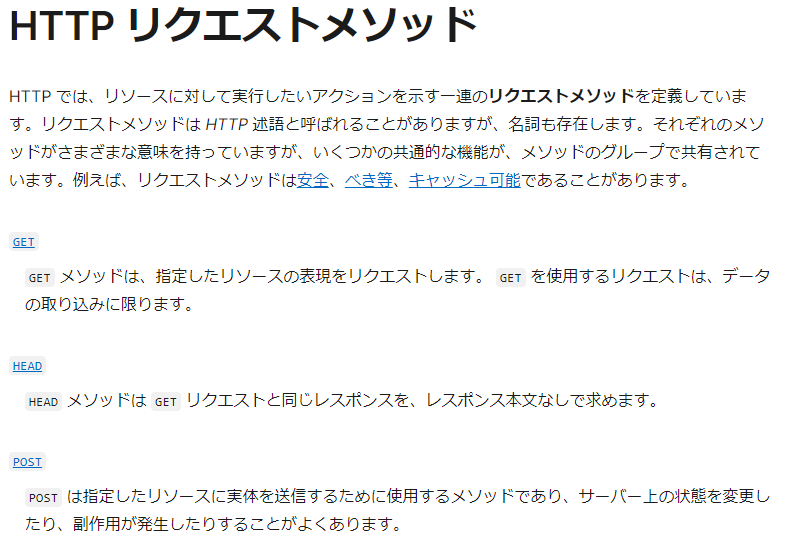 HTTP リクエストメソッド
HTTP では、リソースに対して実行したいアクションを示す一連のリクエストメソッドを定義していま
す。リクエストメソッドは HTTP 述語と呼ばれることがありますが、名詞も存在します。それぞれのメソ
ッドがさまざまな意味を持っていますが、いくつかの共通的な機能が、メソッドのグループで共有されて
います。例えば、リクエストメソッドは安全、べき等、キャッシュ可能であることがあります。
GET
GET メソッドは、指定したリソースの表現をリクエストします。 GET を使用するリクエストは、データ
の取り込みに限ります。
HEAD
HEAD メソッドは GET リクエストと同じレスポンスを、レスポンス本文なしで求めます。
POST
POST は指定したリソースに実体を送信するために使用するメソッドであり、サーバー上の状態を変更し
たり、副作用が発生したりすることがよくあります。